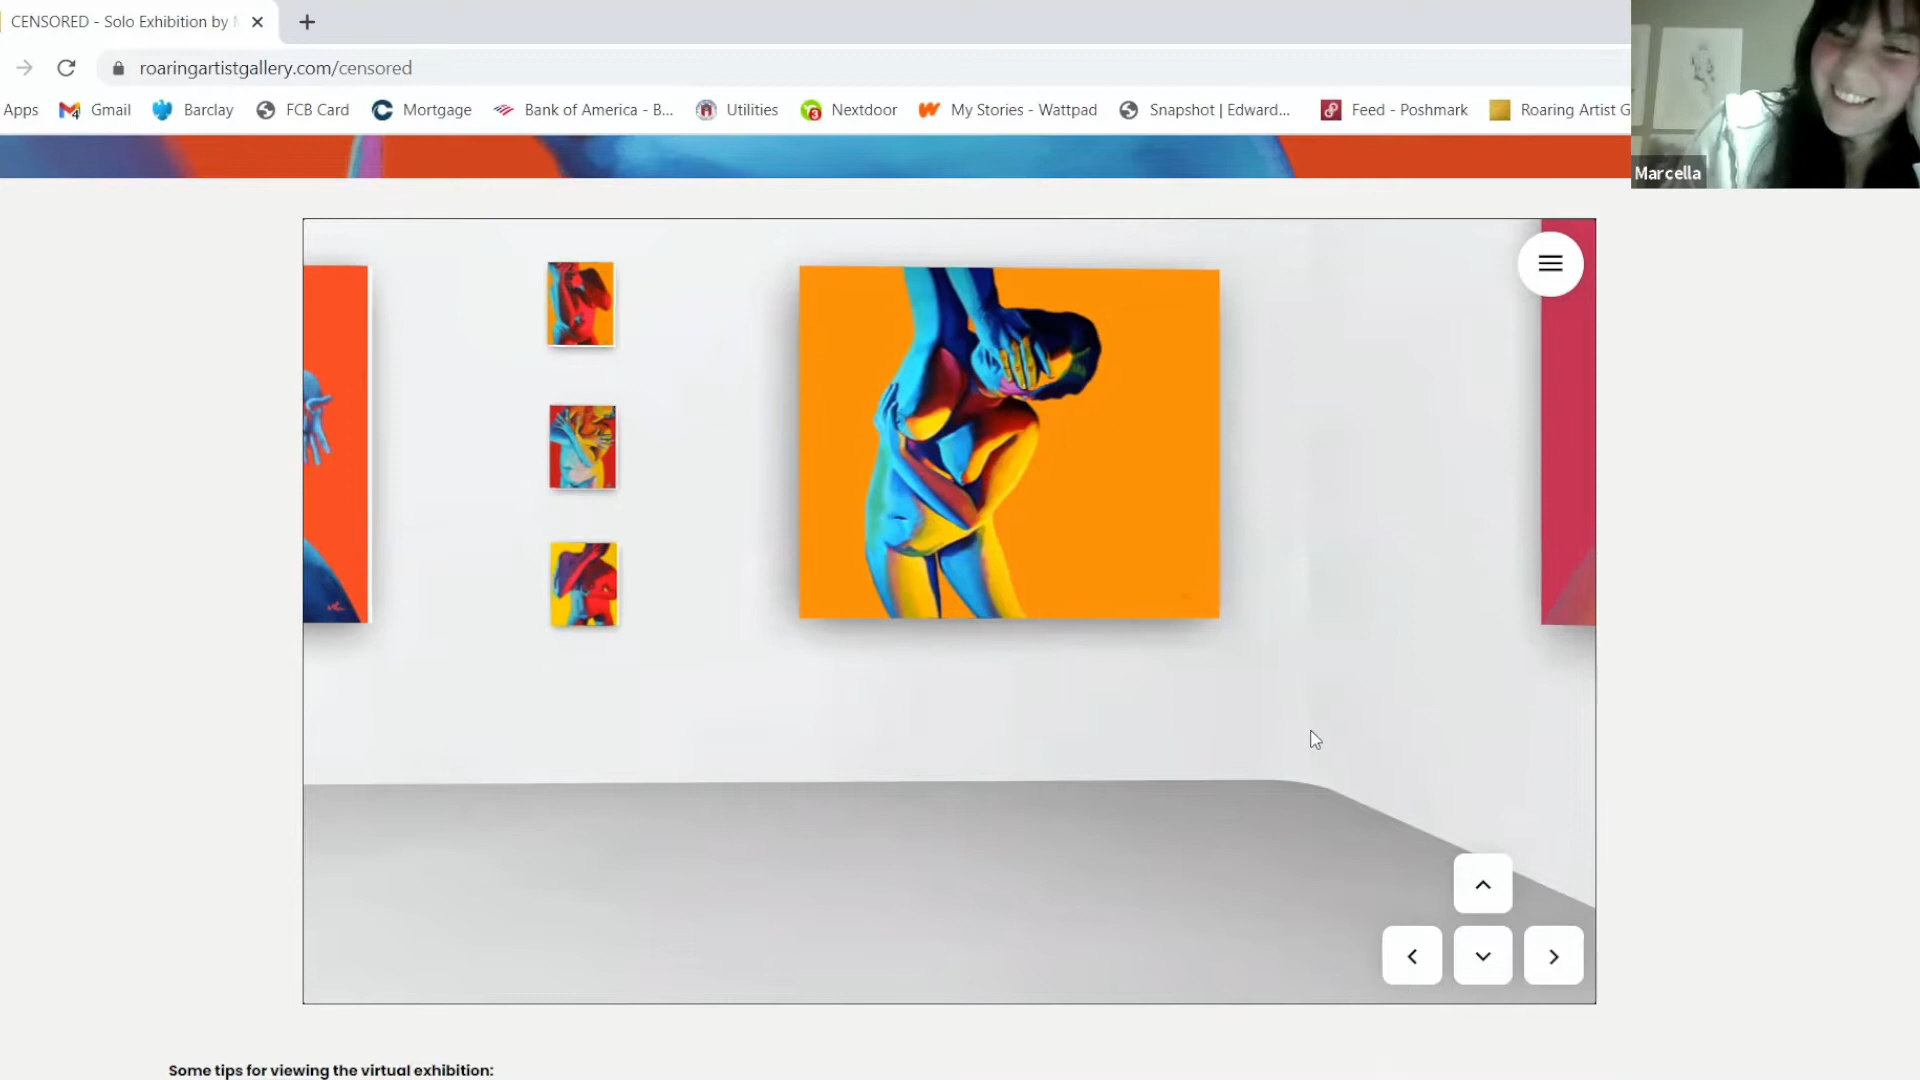 CENSORED - Solo Exhibition by
roaringartistgallery.com/censored
Apps Gmail Barclay FCB Card Mortgage Bank of America - B... Utilities Nextdoor My Stories - Wattpad Snapshot | Edward... Feed - Poshmark Roaring Artist G
Marcella
Some tips for viewing the virtual exhibition: